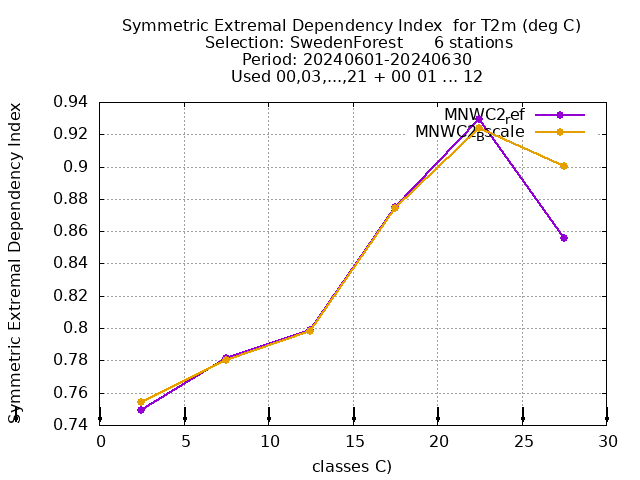 Symmetric Extremal Dependency Index  for T2m (deg C)
Selection: SwedenForest      6 stations
Period: 20240601-20240630
Used 00,03,...,21 + 00 01 ... 12
Symmetric Extremal Dependency Index
0.94
0.92
0.9
0.88
0.86
0.84
0.82
0.8
0.78
0.76
0.74
MNWC2ref
MNWC2Bscale
0 5 10 15 20 25 30
classes C)